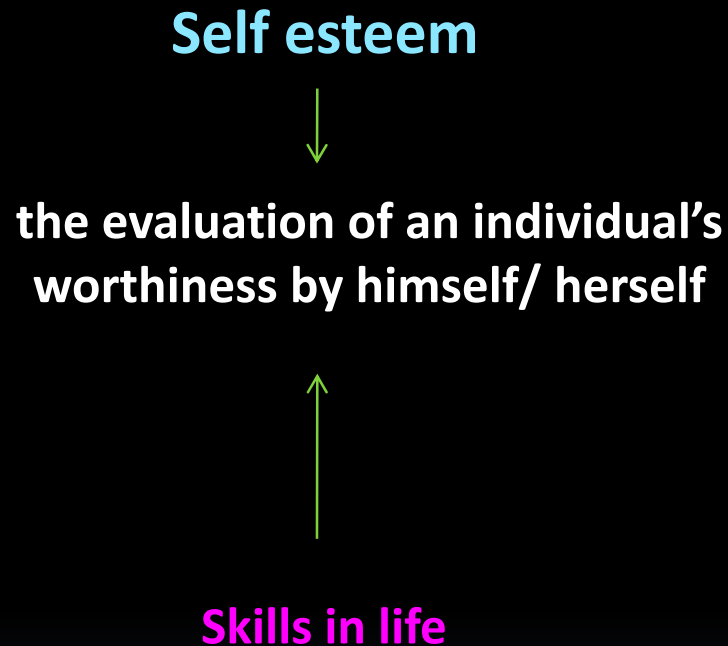 Self esteem
the evaluation of an individual’s
worthiness by himself/ herself
Skills in life